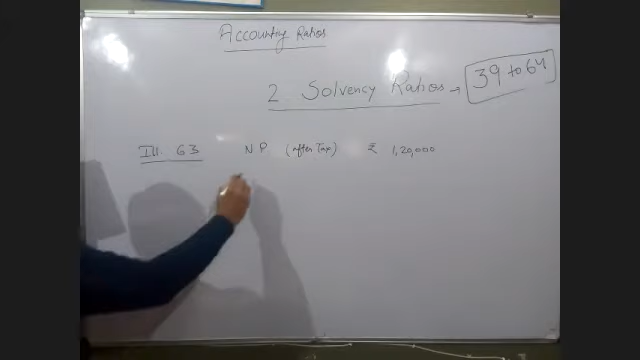 Accounting Ratios
2 Solvency Ratios → 39 to 64
Ill. 63 N P (after Tax) ₹ 1,20,000